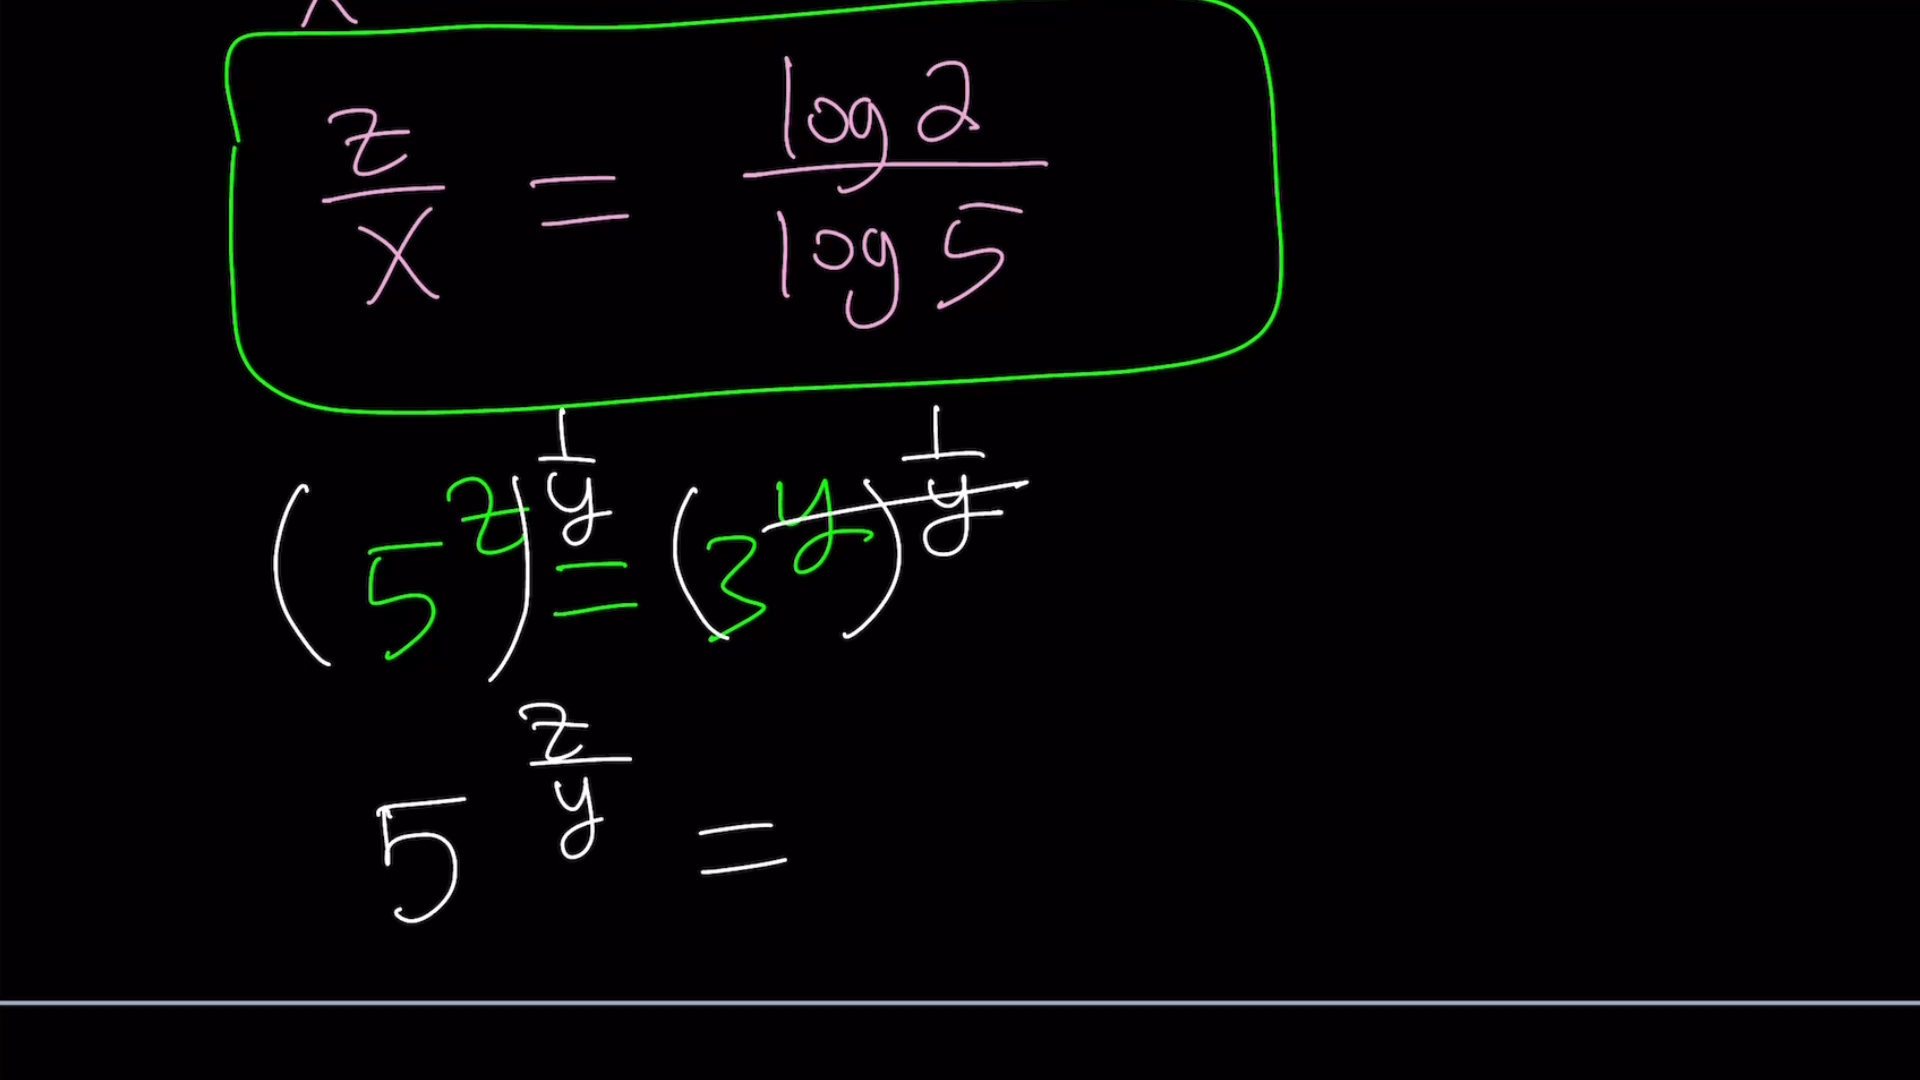 z/x = log 2 / log 5
(5^z)^(1/y) = (3^y)^(1/y)
5^(z/y) =